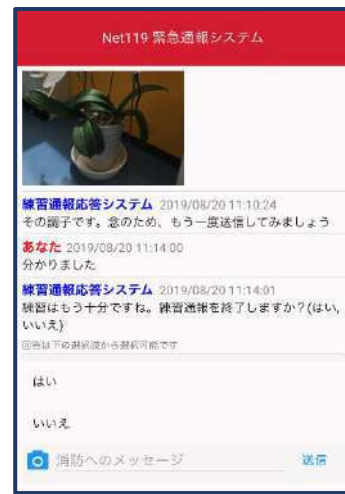 Net119 緊急通報システム
練習通報応答システム 2019/08/20 11:10:24
その調子です。念のため、もう一度送信してみましょう
あなた 2019/08/20 11:14:00
分かりました
練習通報応答システム 2019/08/20 11:14:01
練習はもう十分ですね。練習通報を終了しますか?(はい,
いいえ)
回答は下の選択肢から選択可能です
はい
いいえ
消防へのメッセージ
送信